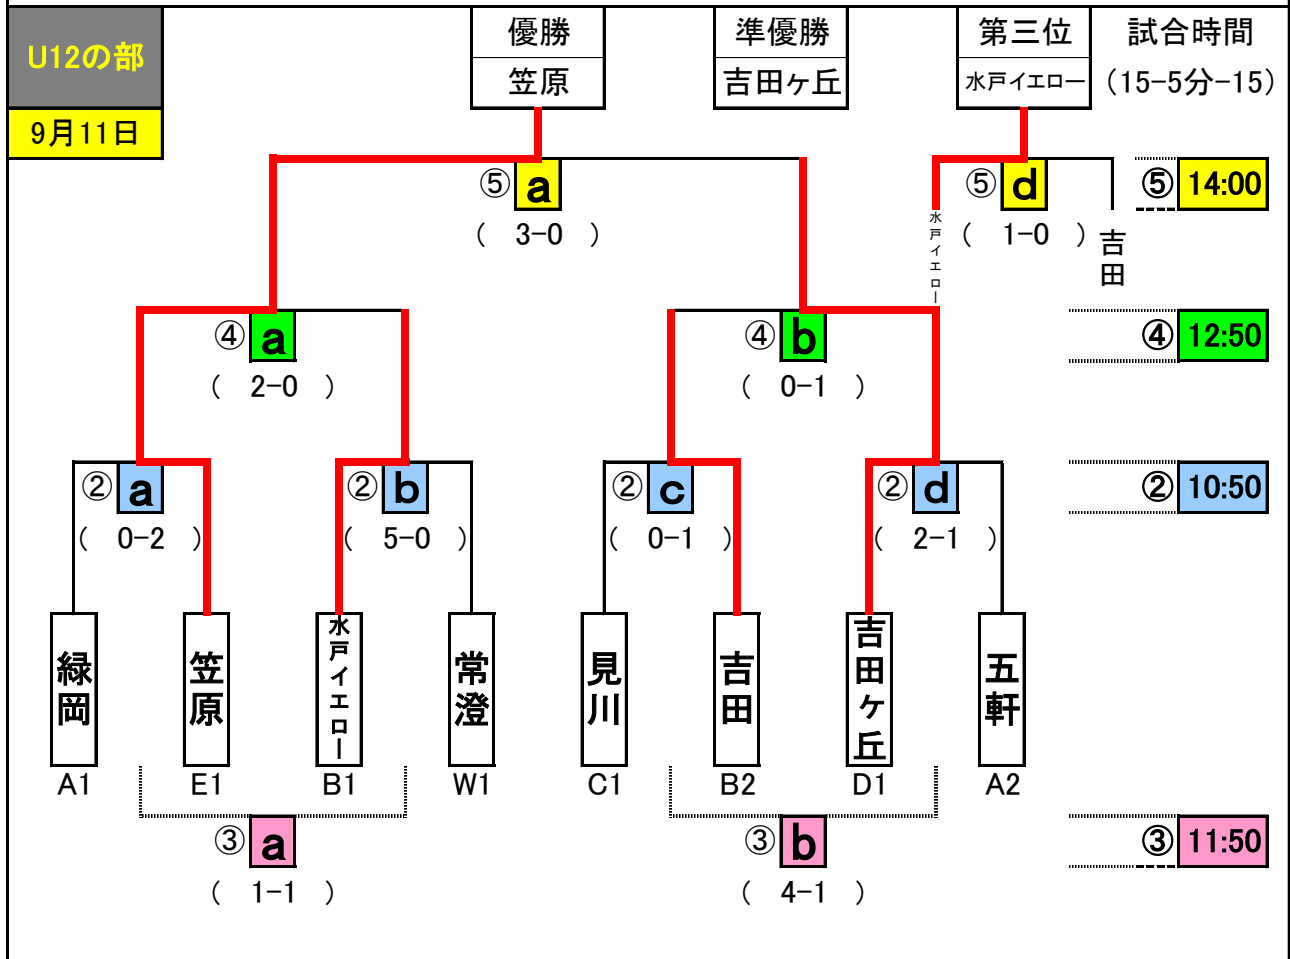 U12の部
優勝
準優勝
第三位
試合時間
笠原
吉田ヶ丘
水戸イエロー
(15-5分-15)
9月11日
⑤ a
⑤ d
⑤ 14:00
( 3-0 )
水戸イエロー
( 1-0 )
吉田
④ a
④ b
④ 12:50
( 2-0 )
( 0-1 )
② a
② b
② c
② d
② 10:50
( 0-2 )
( 5-0 )
( 0-1 )
( 2-1 )
緑岡
笠原
水戸イエロー
常澄
見川
吉田
吉田ヶ丘
五軒
A1
E1
B1
W1
C1
B2
D1
A2
③ a
③ b
③ 11:50
( 1-1 )
( 4-1 )